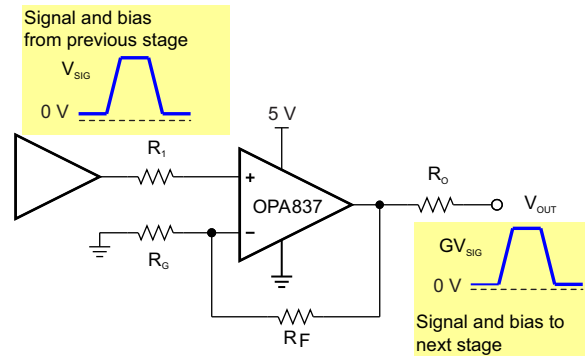 Signal and bias
from previous stage
V_SIG
0 V
5 V
R_1
+
OPA837
R_O
V_OUT
−
R_G
GV_SIG
0 V
RF
Signal and bias to
next stage